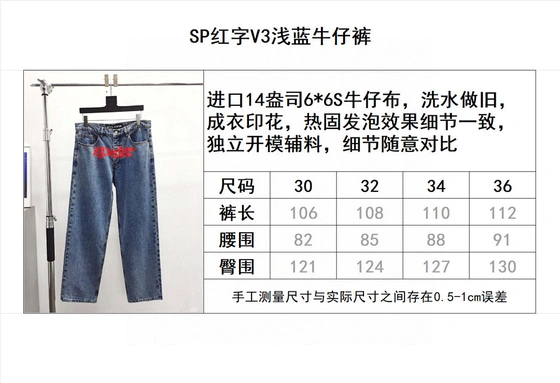 SP红字V3浅蓝牛仔裤
进口14盎司6*6S牛仔布，洗水做旧，
成衣印花，热固发泡效果细节一致，
独立开模辅料，细节随意对比
尺码 30 32 34 36
裤长 106 108 110 112
腰围 82 85 88 91
臀围 121 124 127 130
手工测量尺寸与实际尺寸之间存在0.5-1cm误差